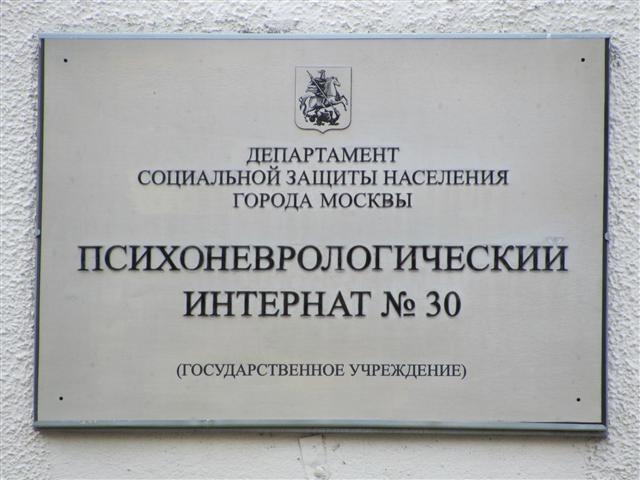 ДЕПАРТАМЕНТ
СОЦИАЛЬНОЙ ЗАЩИТЫ НАСЕЛЕНИЯ
ГОРОДА МОСКВЫ
ПСИХОНЕВРОЛОГИЧЕСКИЙ
ИНТЕРНАТ № 30
(ГОСУДАРСТВЕННОЕ УЧРЕЖДЕНИЕ)